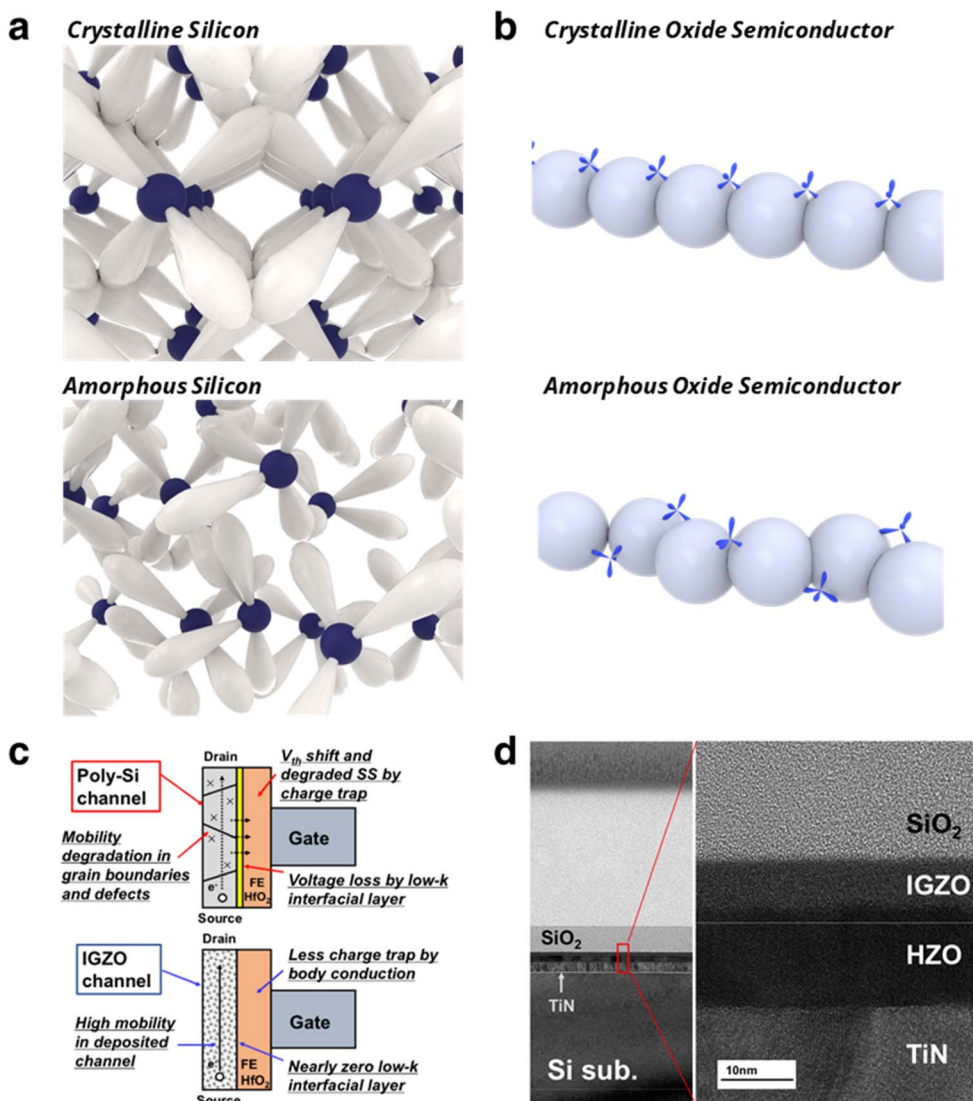 a
Crystalline Silicon
Amorphous Silicon
b
Crystalline Oxide Semiconductor
Amorphous Oxide Semiconductor
c
Poly-Si
channel
Mobility
degradation in
grain boundaries
and defects
Drain
e-
Source
FE
HfO2
Gate
Vth shift and
degraded SS by
charge trap
Voltage loss by low-k
interfacial layer
IGZO
channel
High mobility
in deposited
channel
Drain
e-
Source
FE
HfO2
Gate
Less charge trap by
body conduction
Nearly zero low-k
interfacial layer
d
SiO2
TiN
Si sub.
SiO2
IGZO
HZO
TiN
10nm